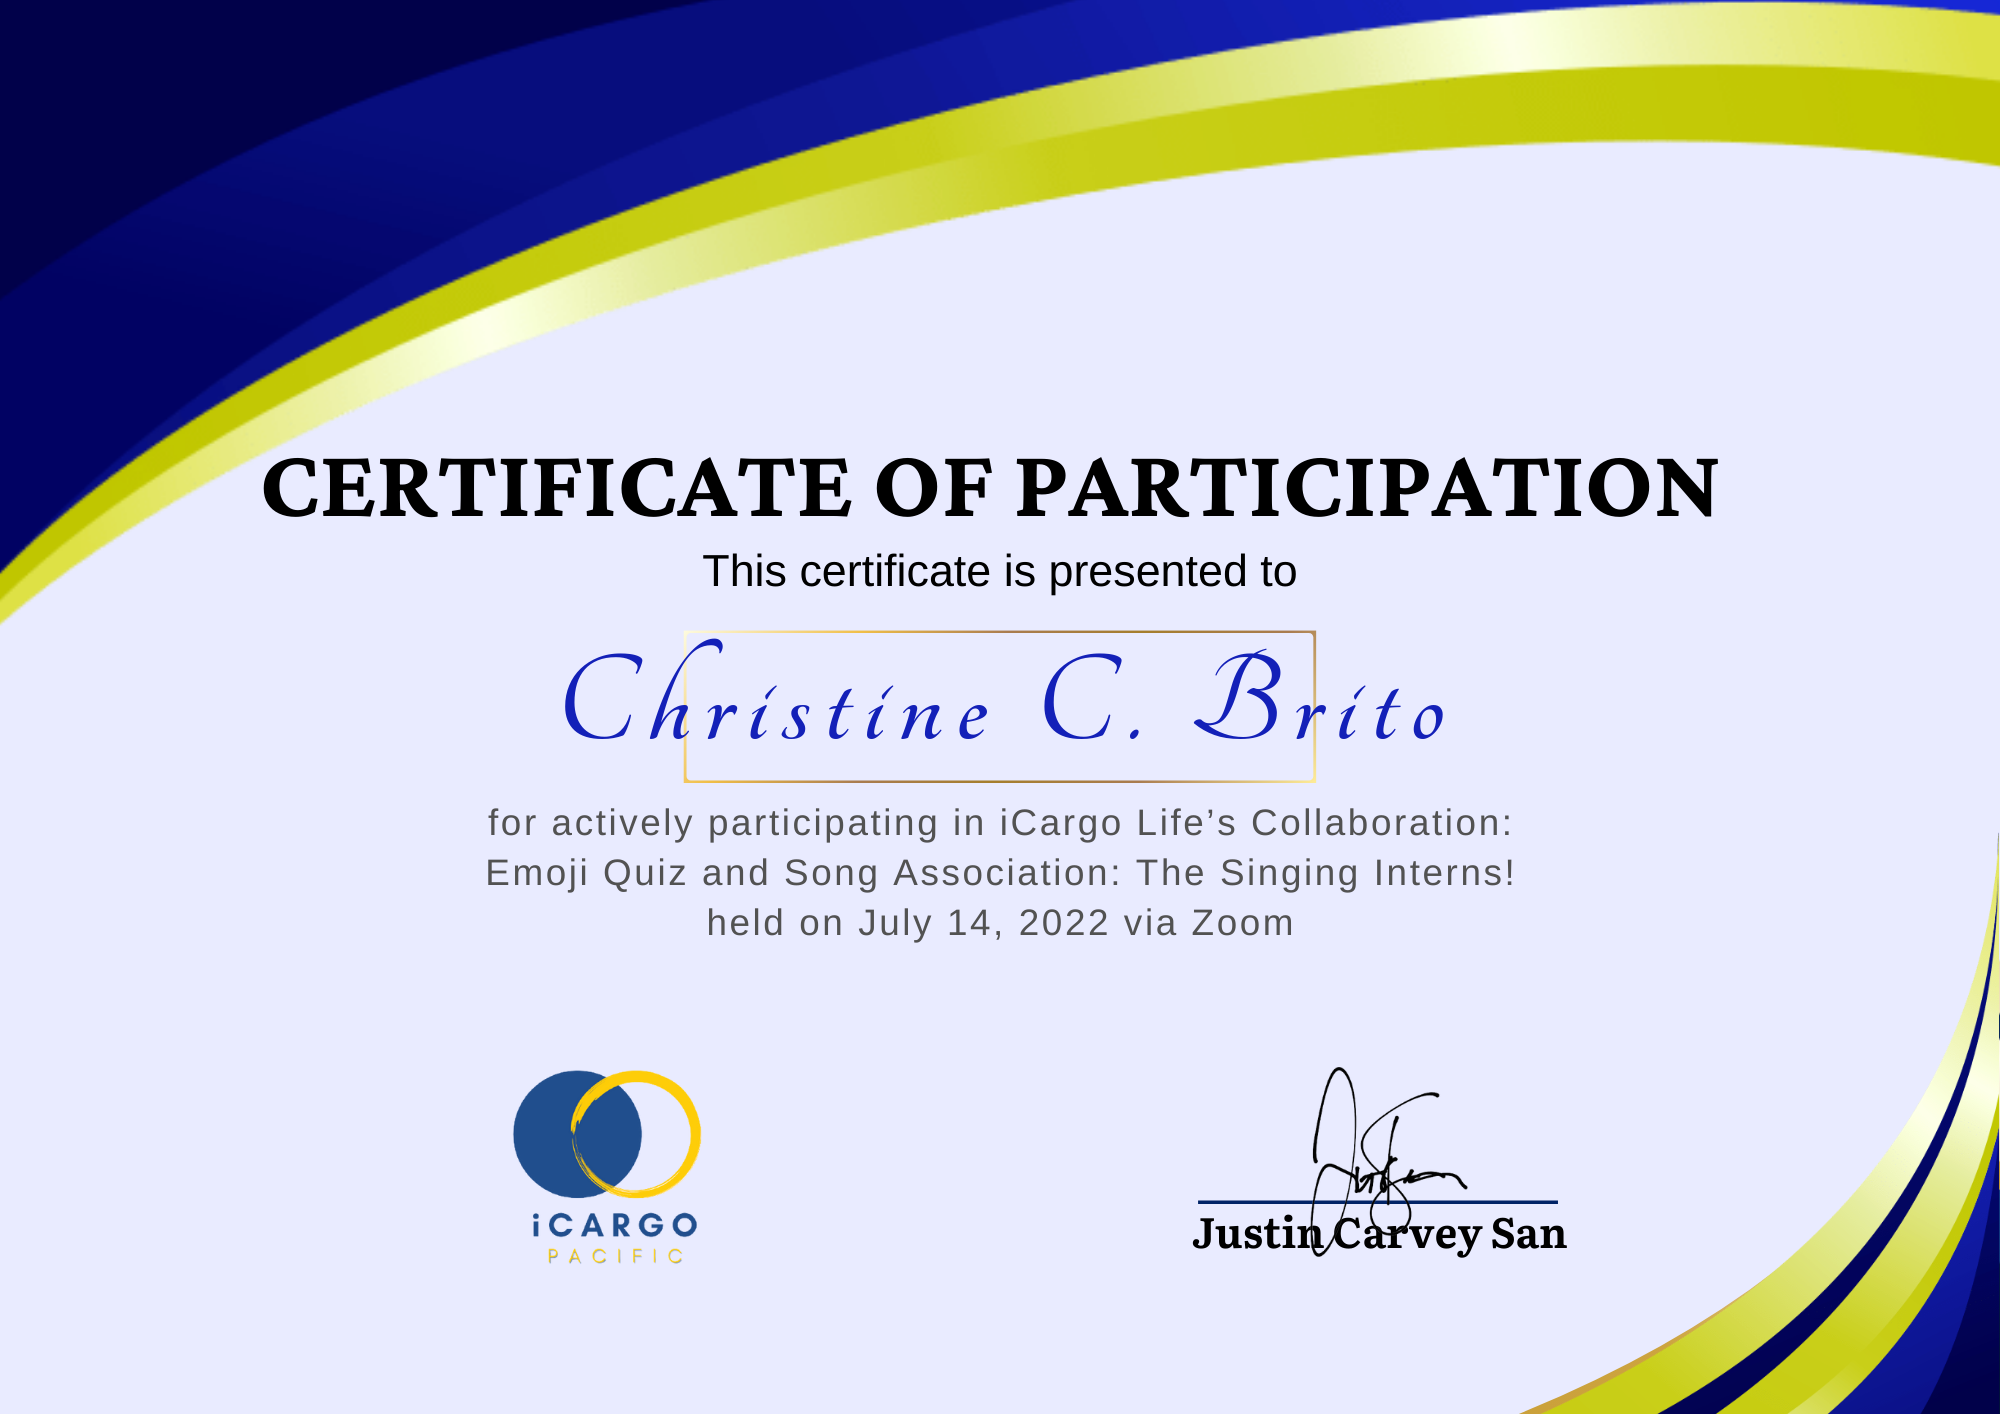 CERTIFICATE OF PARTICIPATION
This certificate is presented to
Christine C. Brito
for actively participating in iCargo Life’s Collaboration:
Emoji Quiz and Song Association: The Singing Interns!
held on July 14, 2022 via Zoom
iCARGO
PACIFIC
Justin Carvey San